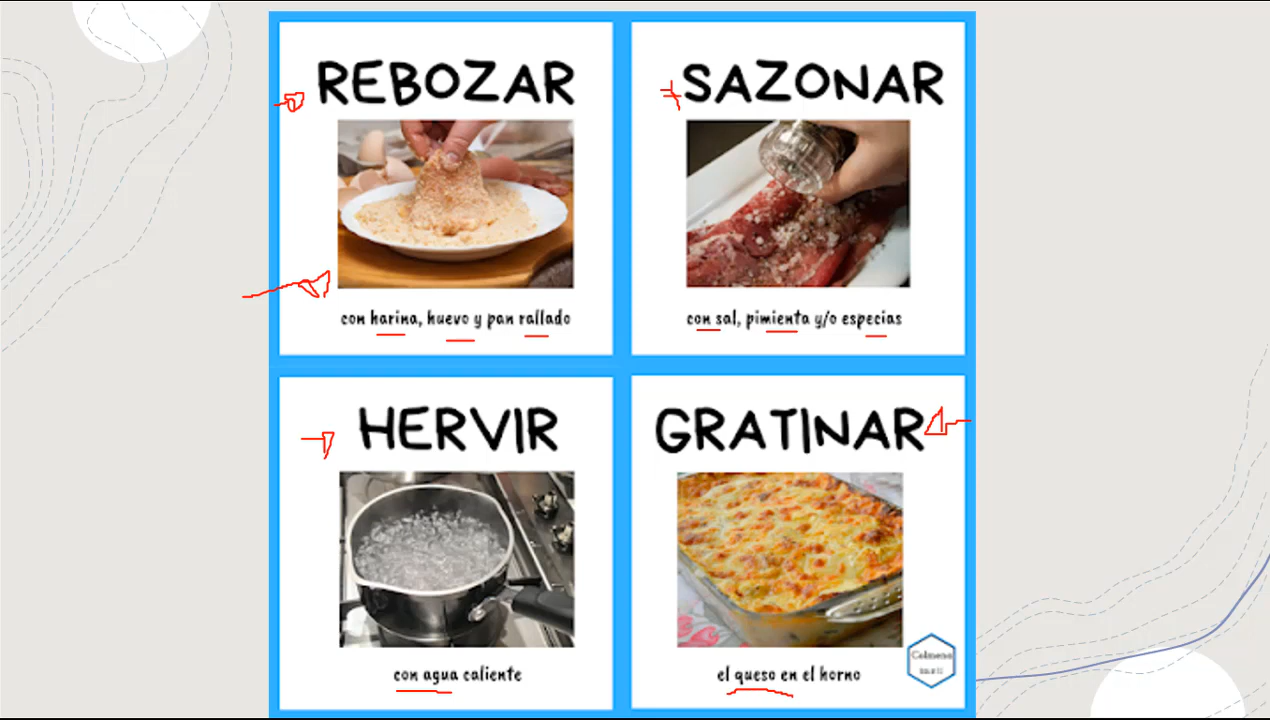 REBOZAR
con harina, huevo y pan rallado
SAZONAR
con sal, pimienta y/o especias
HERVIR
con agua caliente
GRATINAR
el queso en el horno
Colmena